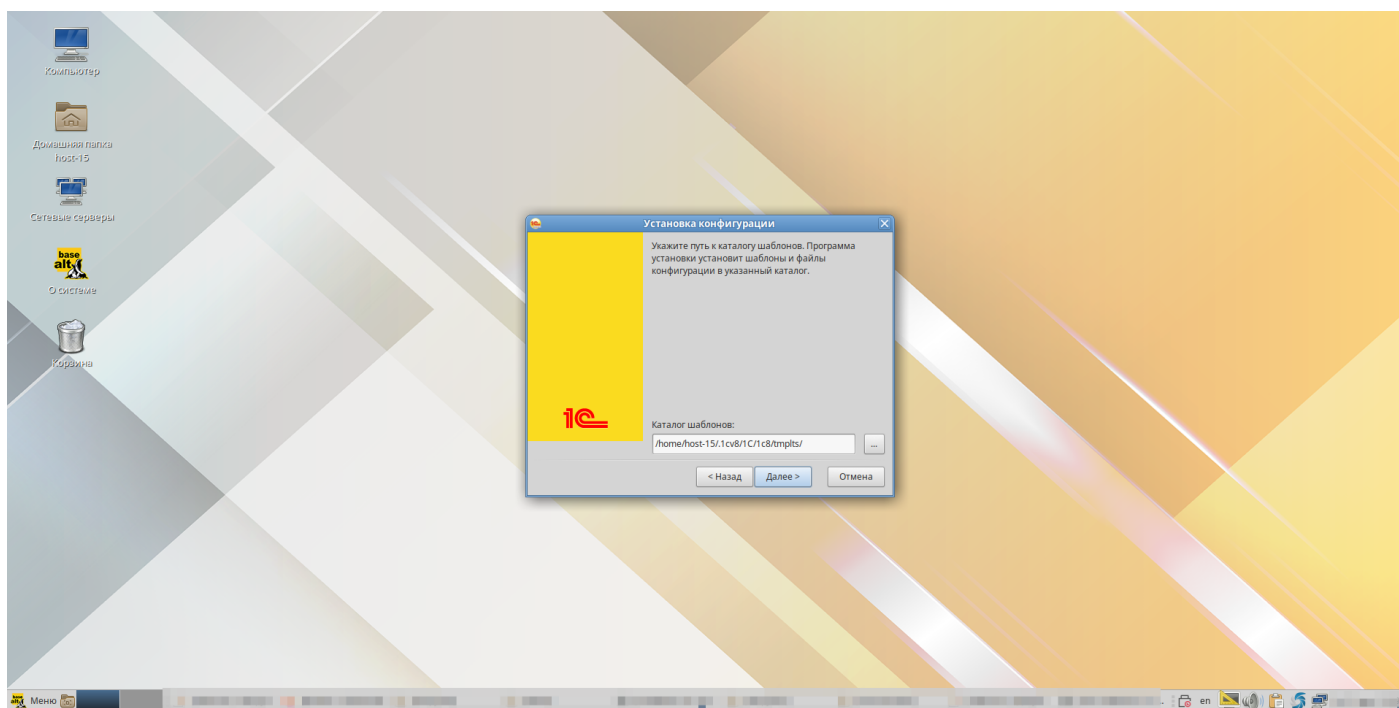 Компьютер
Домашняя папка
host-15
Сетевые серверы
base
alt
О системе
Корзина
Установка конфигурации
Укажите путь к каталогу шаблонов. Программа
установки установит шаблоны и файлы
конфигурации в указанный каталог.
1С
Каталог шаблонов:
/home/host-15/.1cv8/1C/1c8/tmplts/
...
< Назад
Далее >
Отмена
Меню
en